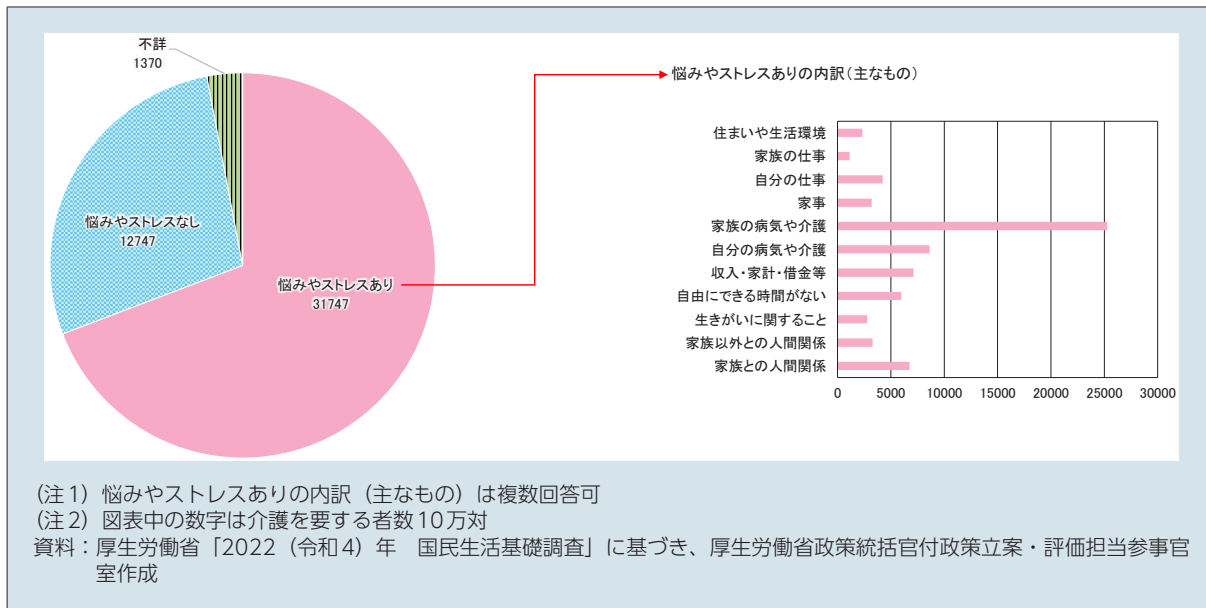 不詳
1370
悩みやストレスなし
12747
悩みやストレスあり
31747
悩みやストレスありの内訳(主なもの)
住まいや生活環境
家族の仕事
自分の仕事
家事
家族の病気や介護
自分の病気や介護
収入・家計・借金等
自由にできる時間がない
生きがいに関すること
家族以外との人間関係
家族との人間関係
0 5000 10000 15000 20000 25000 30000
(注1) 悩みやストレスありの内訳(主なもの)は複数回答可
(注2) 図表中の数字は介護を要する者数10万対
資料:厚生労働省「2022(令和4)年 国民生活基礎調査」に基づき、厚生労働省政策統括官付政策立案・評価担当参事官
室作成